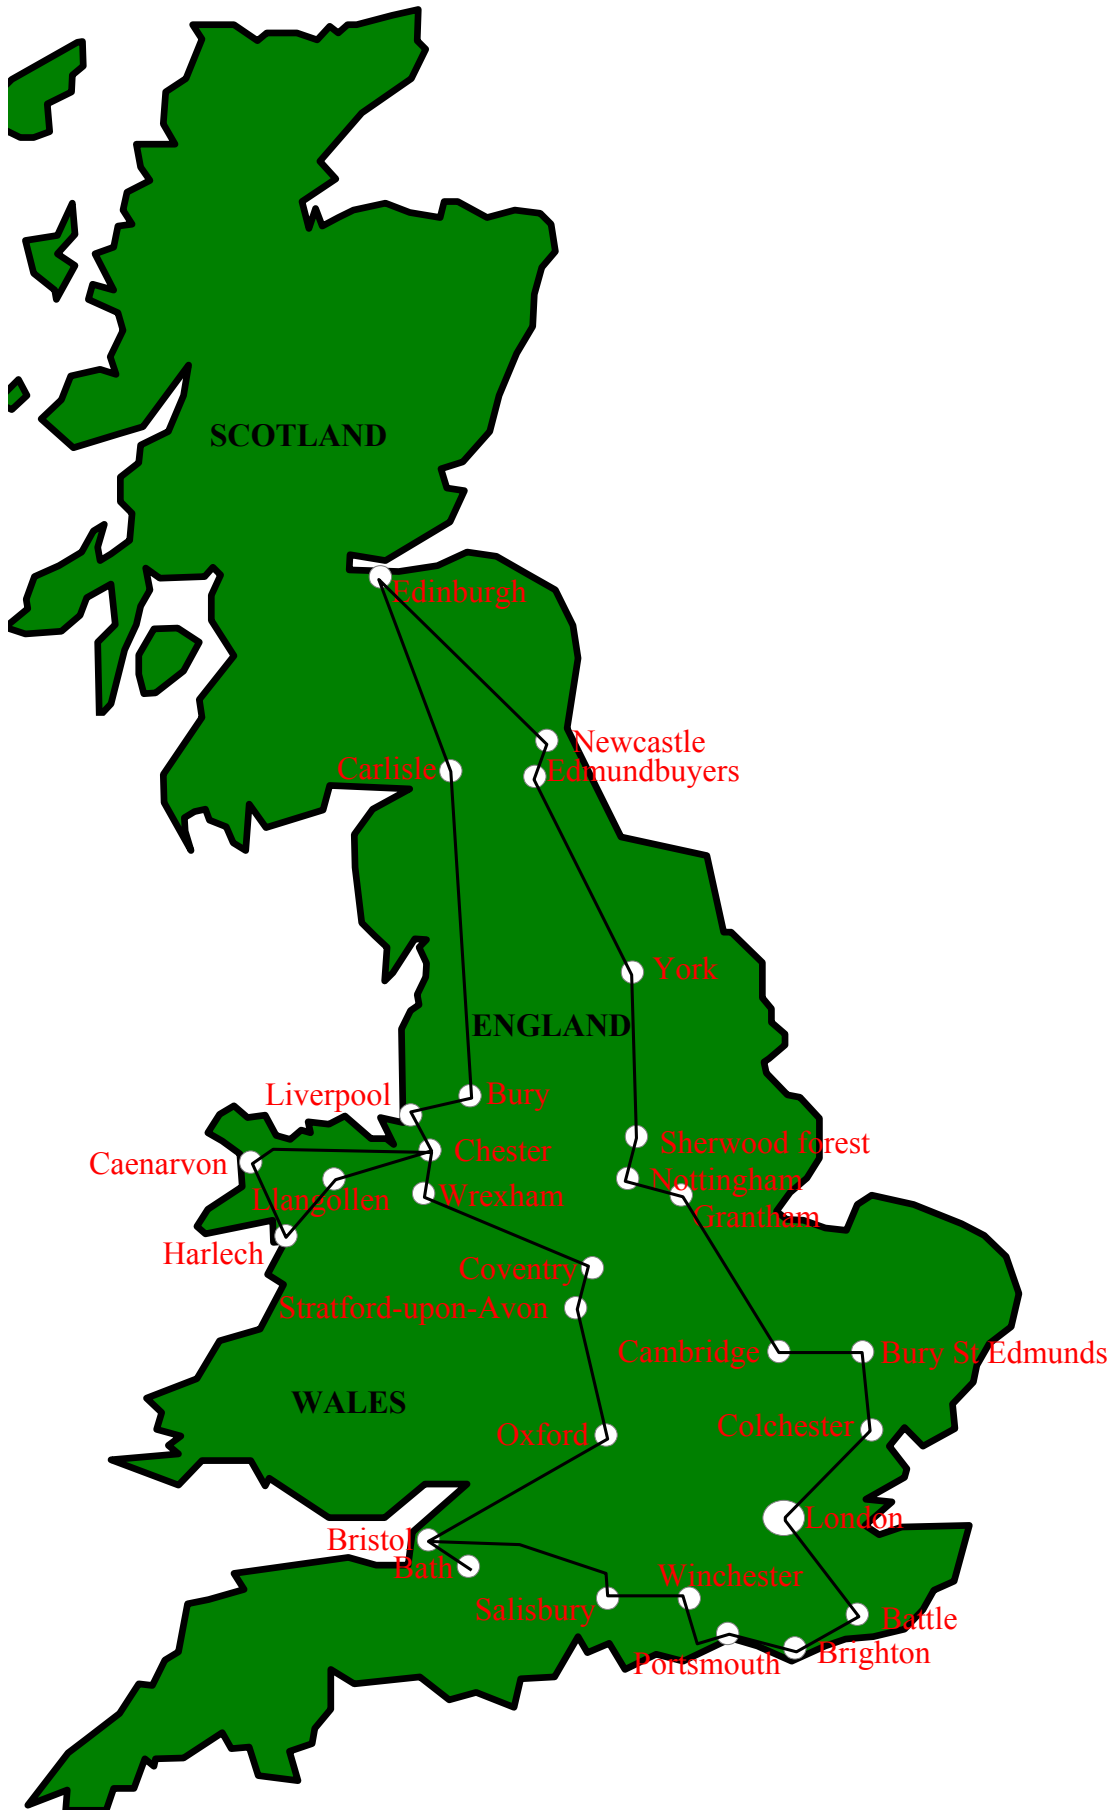 SCOTLAND
Edinburgh
Newcastle
Carlisle
Edmundbuyers
York
ENGLAND
Liverpool
Bury
Sherwood forest
Chester
Caenarvon
Llangollen
Wrexham
Nottingham
Grantham
Harlech
Coventry
Stratford-upon-Avon
Cambridge
Bury St Edmunds
WALES
Colchester
Oxford
London
Bristol
Bath
Winchester
Salisbury
Battle
Portsmouth
Brighton